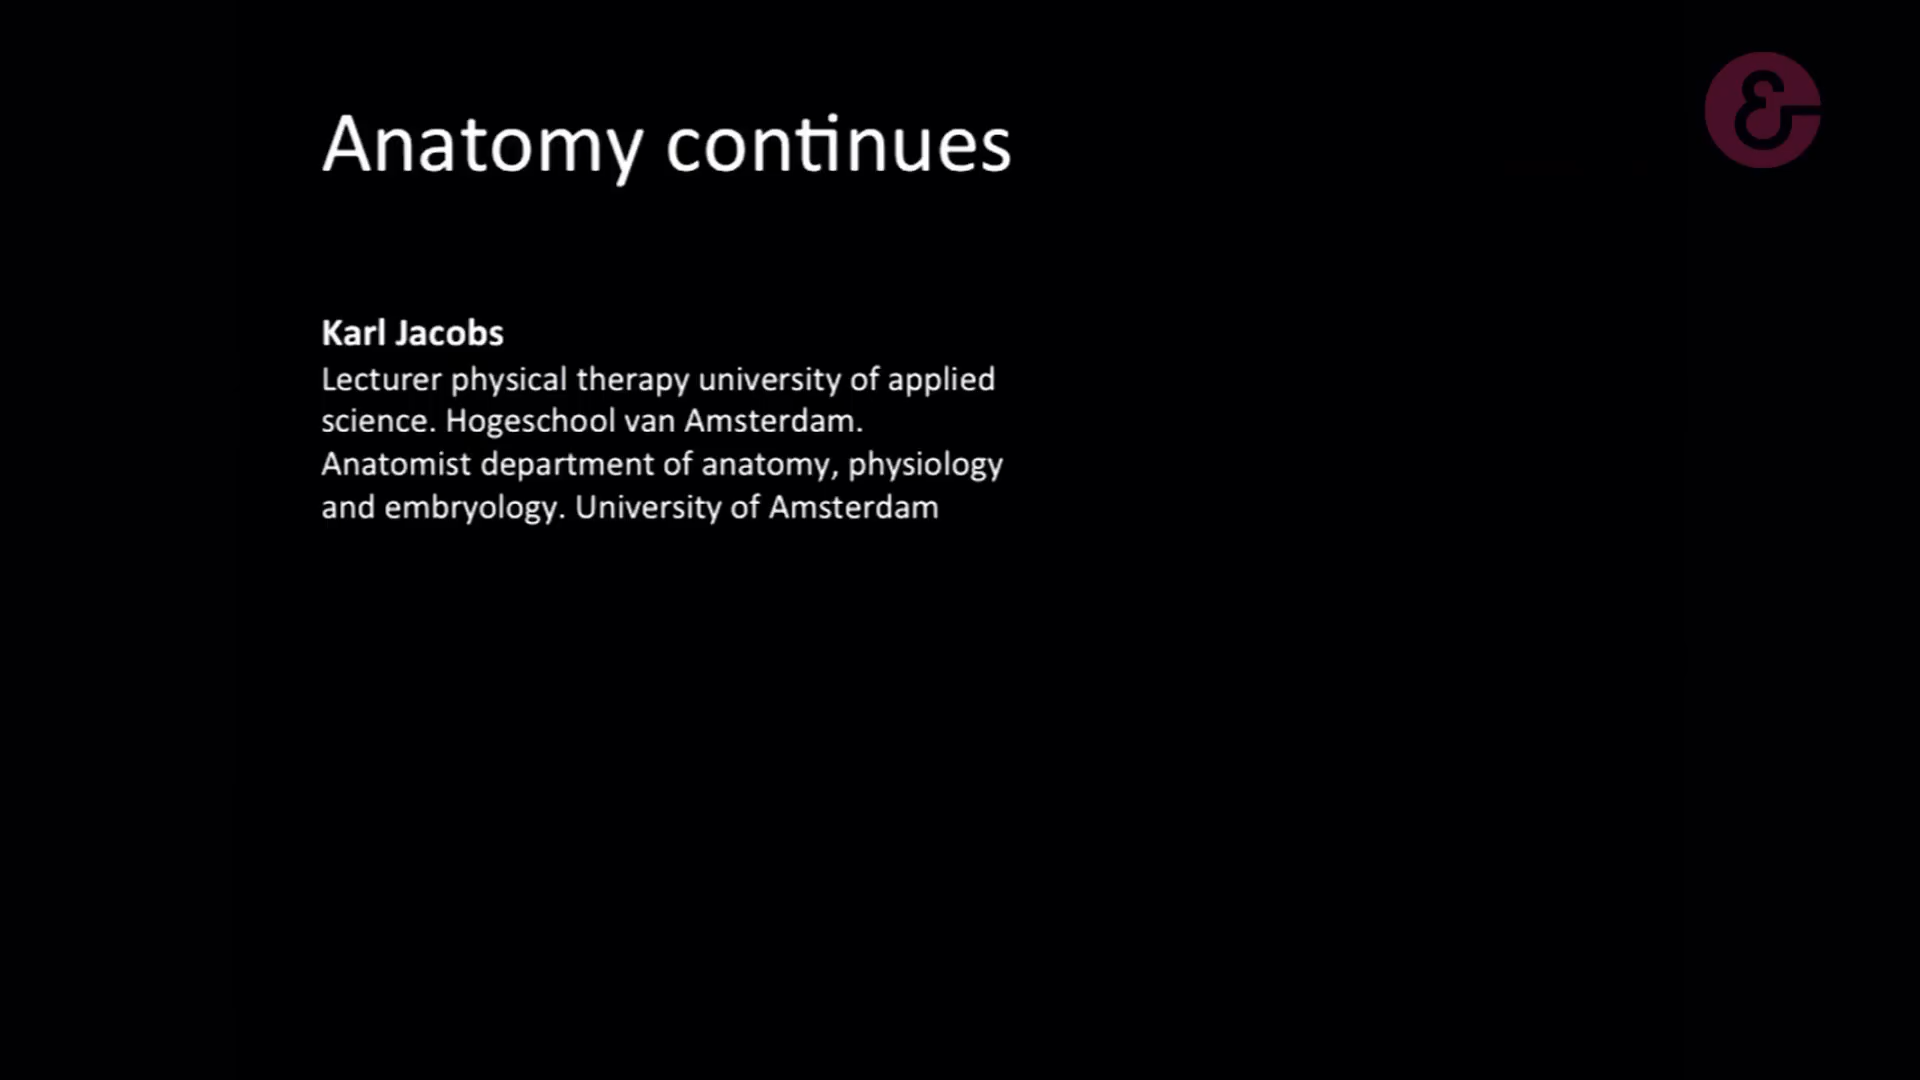 Anatomy continues
&
Karl Jacobs
Lecturer physical therapy university of applied
science. Hogeschool van Amsterdam.
Anatomist department of anatomy, physiology
and embryology. University of Amsterdam